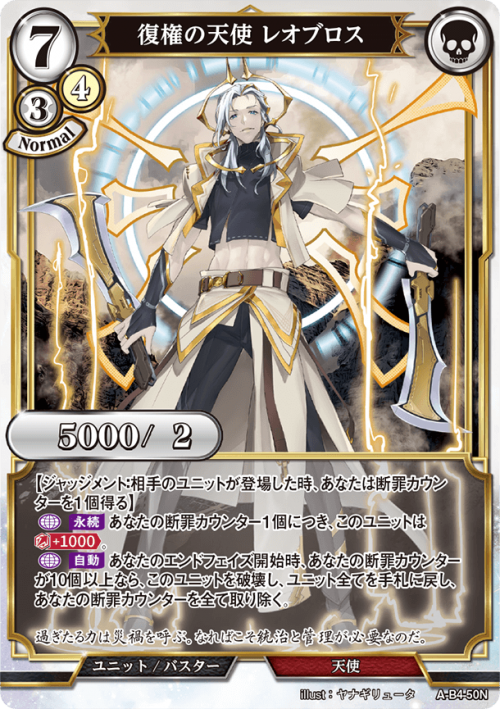 7
復権の天使 レオブロス
3
4
Normal
5000/ 2
【ジャッジメント:相手のユニットが登場した時、あなたは断罪カウン
ターを1個得る】
永続 あなたの断罪カウンター1個につき、このユニットは
+1000。
自動 あなたのエンドフェイズ開始時、あなたの断罪カウンター
が10個以上なら、このユニットを破壊し、ユニット全てを手札に戻し、
あなたの断罪カウンターを全て取り除く。
過ぎたる力は災禍を呼ぶ。なればこそ統治と管理が必要なのだ。
ユニット / バスター
天使
illust:ヤナギリュータ
A-B4-50N